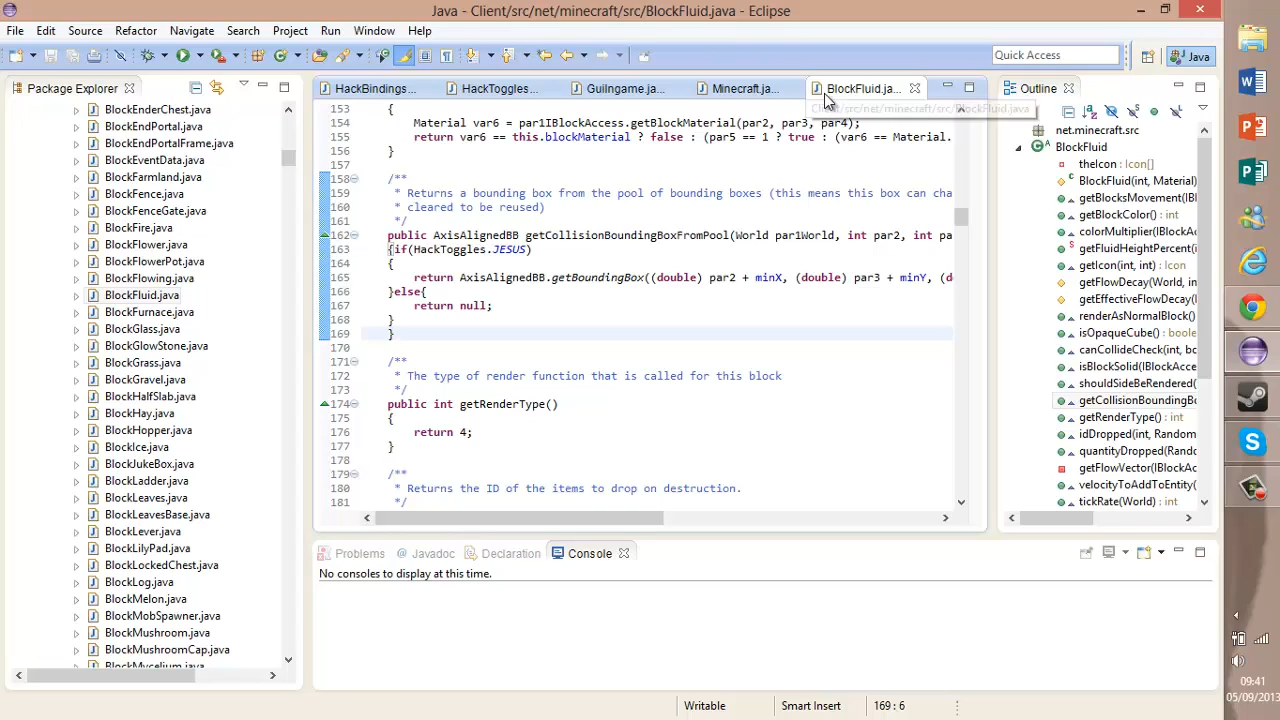 Java - Client/src/net/minecraft/src/BlockFluid.java - Eclipse
File Edit Source Refactor Navigate Search Project Run Window Help
Quick Access
Java
Package Explorer
BlockEnderChest.java
BlockEndPortal.java
BlockEndPortalFrame.java
BlockEventData.java
BlockFarmland.java
BlockFence.java
BlockFenceGate.java
BlockFire.java
BlockFlower.java
BlockFlowerPot.java
BlockFlowing.java
BlockFluid.java
BlockFurnace.java
BlockGlass.java
BlockGlowStone.java
BlockGrass.java
BlockGravel.java
BlockHalfSlab.java
BlockHay.java
BlockHopper.java
BlockIce.java
BlockJukeBox.java
BlockLadder.java
BlockLeaves.java
BlockLeavesBase.java
BlockLever.java
BlockLilyPad.java
BlockLockedChest.java
BlockLog.java
BlockMelon.java
BlockMobSpawner.java
BlockMushroom.java
BlockMushroomCap.java
BlockMycelium.java
HackBindings... HackToggles... GuiIngame.ja... Minecraft.ja... BlockFluid.ja...
Client/src/net/minecraft/src/BlockFluid.java
153 {
154 Material var6 = par1IBlockAccess.getBlockMaterial(par2, par3, par4);
155 return var6 == this.blockMaterial ? false : (par5 == 1 ? true : (var6 == Material.
156 }
157
158 /**
159 * Returns a bounding box from the pool of bounding boxes (this means this box can cha
160 * cleared to be reused)
161 */
162 public AxisAlignedBB getCollisionBoundingBoxFromPool(World par1World, int par2, int pa
163 {if(HackToggles.JESUS)
164 {
165 return AxisAlignedBB.getBoundingBox((double) par2 + minX, (double) par3 + minY, (do
166 }else{
167 return null;
168 }
169 }
170
171 /**
172 * The type of render function that is called for this block
173 */
174 public int getRenderType()
175 {
176 return 4;
177 }
178
179 /**
180 * Returns the ID of the items to drop on destruction.
181 */
Outline
net.minecraft.src
BlockFluid
theIcon : Icon[]
BlockFluid(int, Material)
getBlocksMovement(IBl
getBlockColor() : int
colorMultiplier(IBlockAc
getFluidHeightPercent(i
getIcon(int, int) : Icon
getFlowDecay(World, in
getEffectiveFlowDecay(
renderAsNormalBlock()
isOpaqueCube() : boole
canCollideCheck(int, bo
isBlockSolid(IBlockAcce
shouldSideBeRendered(
getCollisionBoundingBo
getRenderType() : int
idDropped(int, Random
quantityDropped(Rando
getFlowVector(IBlockAc
velocityToAddToEntity(
tickRate(World) : int
Problems @ Javadoc Declaration Console
No consoles to display at this time.
Writable Smart Insert 169 : 6
09:41
05/09/2013